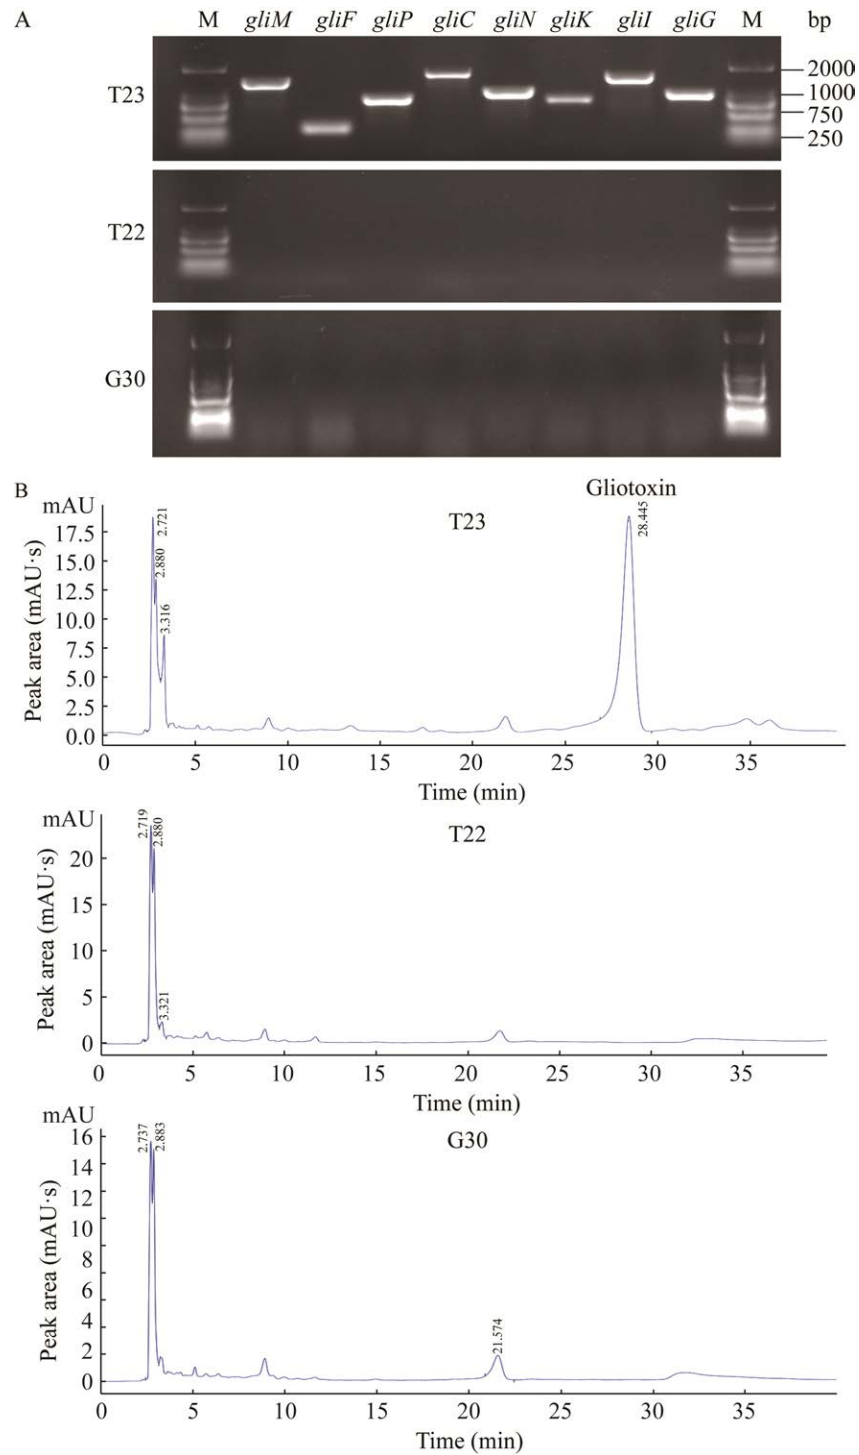 A
M gliM gliF gliP gliC gliN gliK gliI gliG M bp
T23
2000
1000
750
250
T22
G30
B
mAU
Gliotoxin
T23
2.721
2.880
3.316
28.445
17.5
15.0
12.5
10.0
7.5
5.0
2.5
0.0
Peak area (mAU·s)
0 5 10 15 20 25 30 35
Time (min)
mAU
T22
2.719
2.880
3.321
20
15
10
5
0
Peak area (mAU·s)
0 5 10 15 20 25 30 35
Time (min)
mAU
G30
2.737
2.883
21.574
16
14
12
10
8
6
4
2
0
Peak area (mAU·s)
0 5 10 15 20 25 30 35
Time (min)